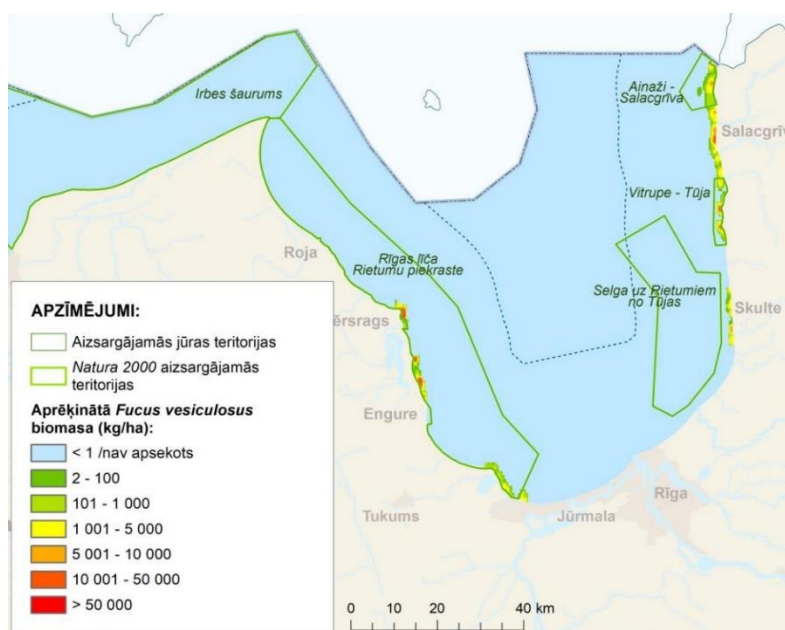 Irbes šaurums
Ainaži -
Salacgrīva
Salacgrīv
Vitrupe - Tūja
Roja
Rīgas līča
Rietumu piekraste
Selga uz Rietumiem
no Tūjas
Skulte
ērsrags
Engure
Tukums
Jūrmala
Rīga
APZĪMĒJUMI:
Aizsargājamās jūras teritorijas
Natura 2000 aizsargājamās
teritorijas
Aprēķinātā Fucus vesiculosus
biomasa (kg/ha):
< 1 /nav apsekots
2 - 100
101 - 1 000
1 001 - 5 000
5 001 - 10 000
10 001 - 50 000
> 50 000
0 10 20 40 km